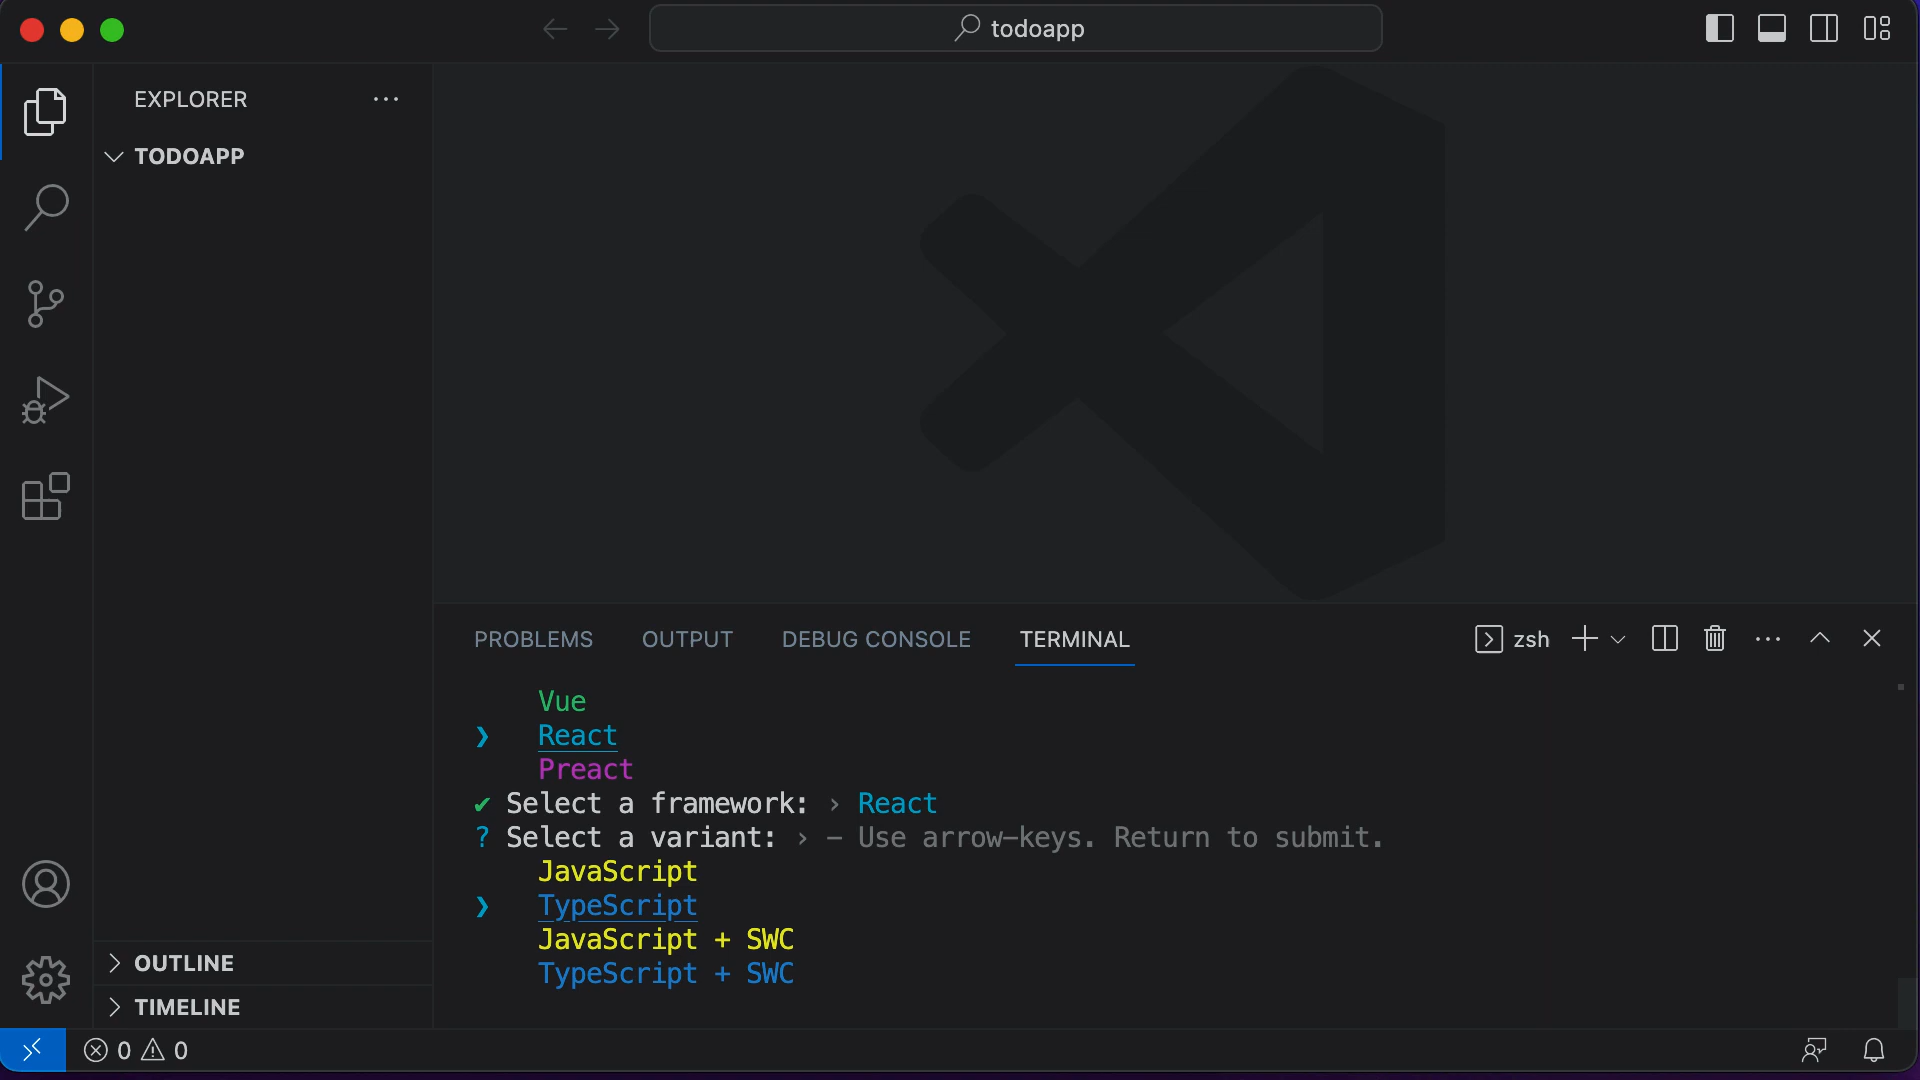 todoapp
EXPLORER
TODOAPP
OUTLINE
TIMELINE
PROBLEMS OUTPUT DEBUG CONSOLE TERMINAL zsh
Vue
❯ React
Preact
✔ Select a framework: › React
? Select a variant: › – Use arrow-keys. Return to submit.
JavaScript
❯ TypeScript
JavaScript + SWC
TypeScript + SWC
0 0